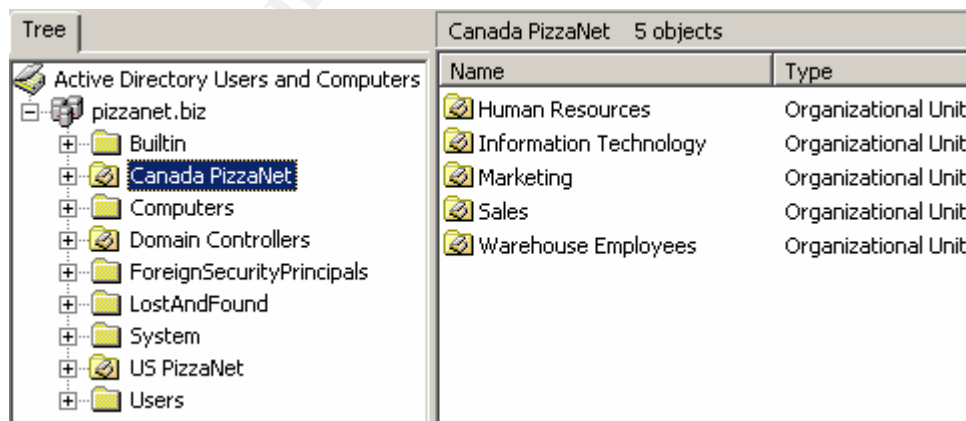 Tree
Canada PizzaNet 5 objects
Active Directory Users and Computers
pizzanet.biz
Builtin
Canada PizzaNet
Computers
Domain Controllers
ForeignSecurityPrincipals
LostAndFound
System
US PizzaNet
Users
Name Type
Human Resources Organizational Unit
Information Technology Organizational Unit
Marketing Organizational Unit
Sales Organizational Unit
Warehouse Employees Organizational Unit